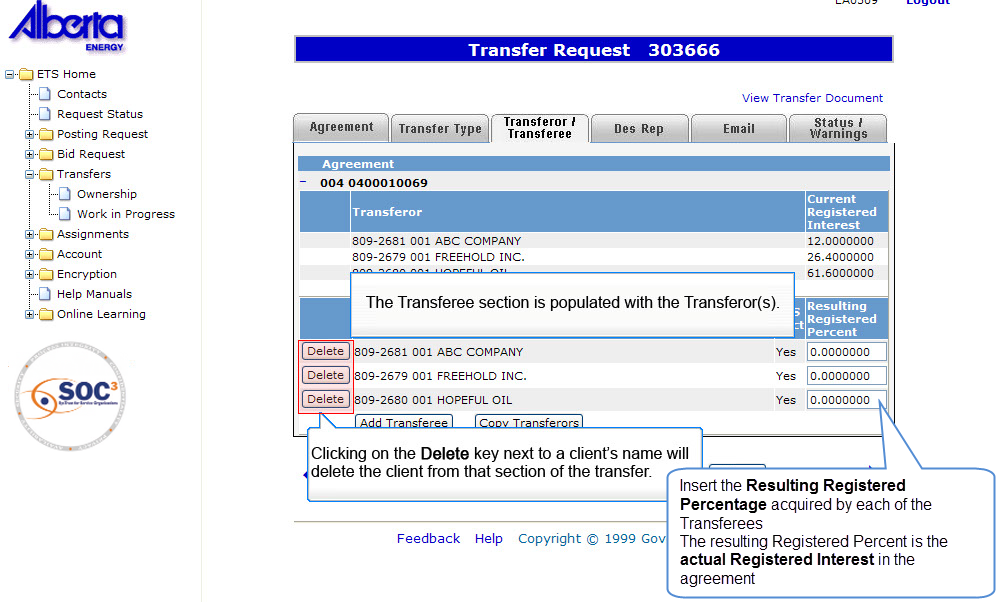 Alberta
ENERGY
Logout
Transfer Request 303666
ETS Home
Contacts
Request Status
Posting Request
Bid Request
Transfers
Ownership
Work in Progress
Assignments
Account
Encryption
Help Manuals
Online Learning
SOC3
View Transfer Document
Agreement
Transfer Type
Transferor /
Transferee
Des Rep
Email
Status /
Warnings
Agreement
− 004 0400010069
Transferor
Current
Registered
Interest
809-2681 001 ABC COMPANY 12.0000000
809-2679 001 FREEHOLD INC. 26.4000000
809-2680 001 HOPEFUL OIL 61.6000000
The Transferee section is populated with the Transferor(s).
Resulting
Registered
Percent
Delete 809-2681 001 ABC COMPANY Yes 0.0000000
Delete 809-2679 001 FREEHOLD INC. Yes 0.0000000
Delete 809-2680 001 HOPEFUL OIL Yes 0.0000000
Add Transferee Copy Transferors
Clicking on the Delete key next to a client's name will
delete the client from that section of the transfer.
Insert the Resulting Registered
Percentage acquired by each of the
Transferees
The resulting Registered Percent is the
actual Registered Interest in the
agreement
Feedback Help Copyright © 1999 Gov